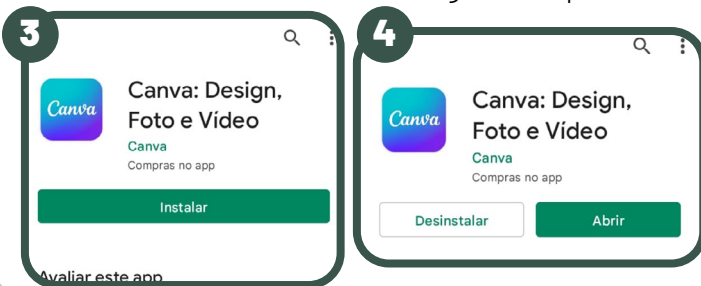 3
Canva
Canva: Design,
Foto e Vídeo
Canva
Compras no app
Instalar
Avaliar este app
4
Canva
Canva: Design,
Foto e Vídeo
Canva
Compras no app
Desinstalar
Abrir